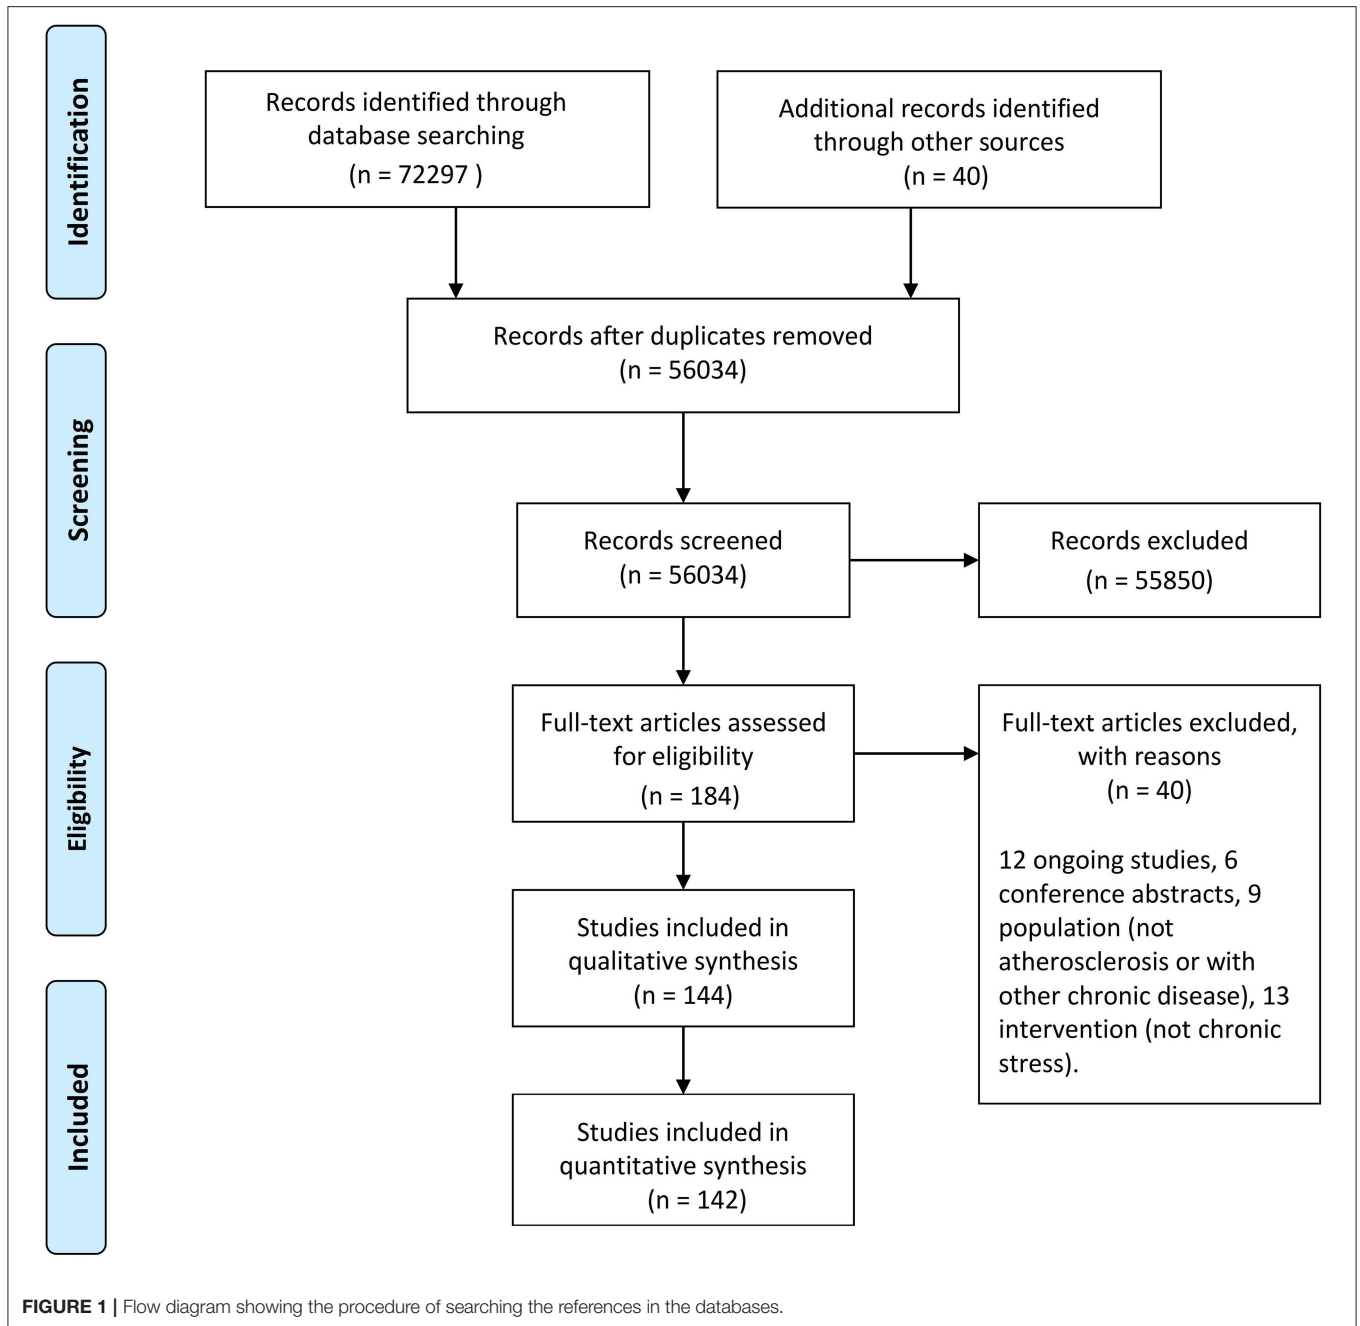 Identification
Records identified through
database searching
(n = 72297 )
Additional records identified
through other sources
(n = 40)
Records after duplicates removed
(n = 56034)
Screening
Records screened
(n = 56034)
Records excluded
(n = 55850)
Eligibility
Full-text articles assessed
for eligibility
(n = 184)
Full-text articles excluded,
with reasons
(n = 40)
12 ongoing studies, 6
conference abstracts, 9
population (not
atherosclerosis or with
other chronic disease), 13
intervention (not chronic
stress).
Studies included in
qualitative synthesis
(n = 144)
Included
Studies included in
quantitative synthesis
(n = 142)
FIGURE 1 | Flow diagram showing the procedure of searching the references in the databases.